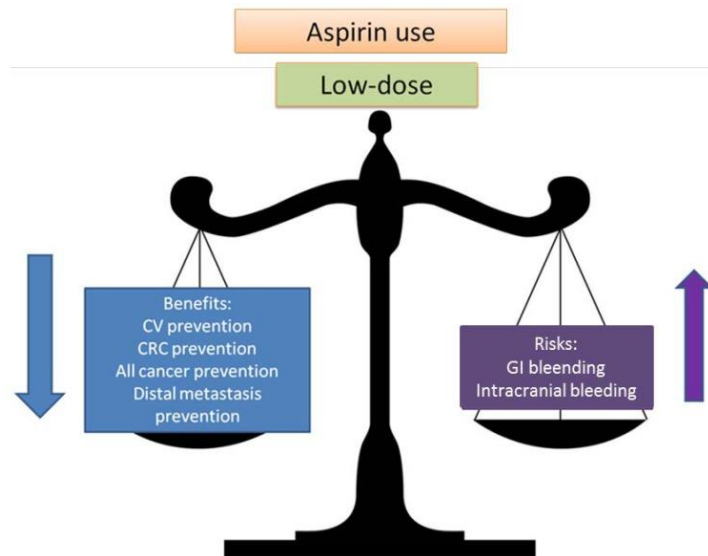 Aspirin use
Low-dose
Benefits:
CV prevention
CRC prevention
All cancer prevention
Distal metastasis
prevention
Risks:
GI bleending
Intracranial bleeding